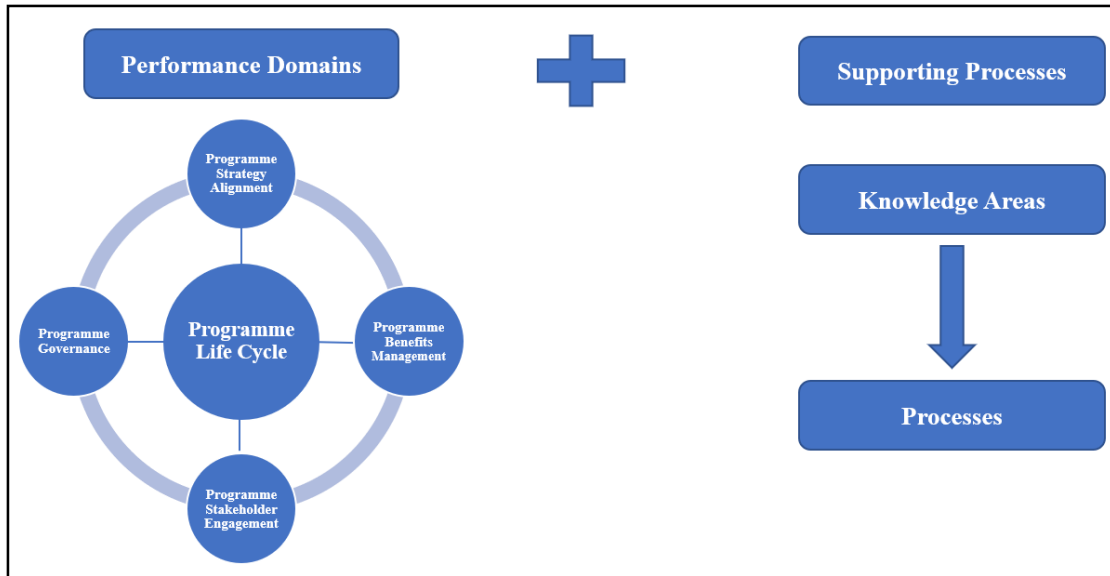 Performance Domains
Supporting Processes
Programme
Strategy
Alignment
Knowledge Areas
Programme
Governance
Programme
Life Cycle
Programme
Benefits
Management
Processes
Programme
Stakeholder
Engagement